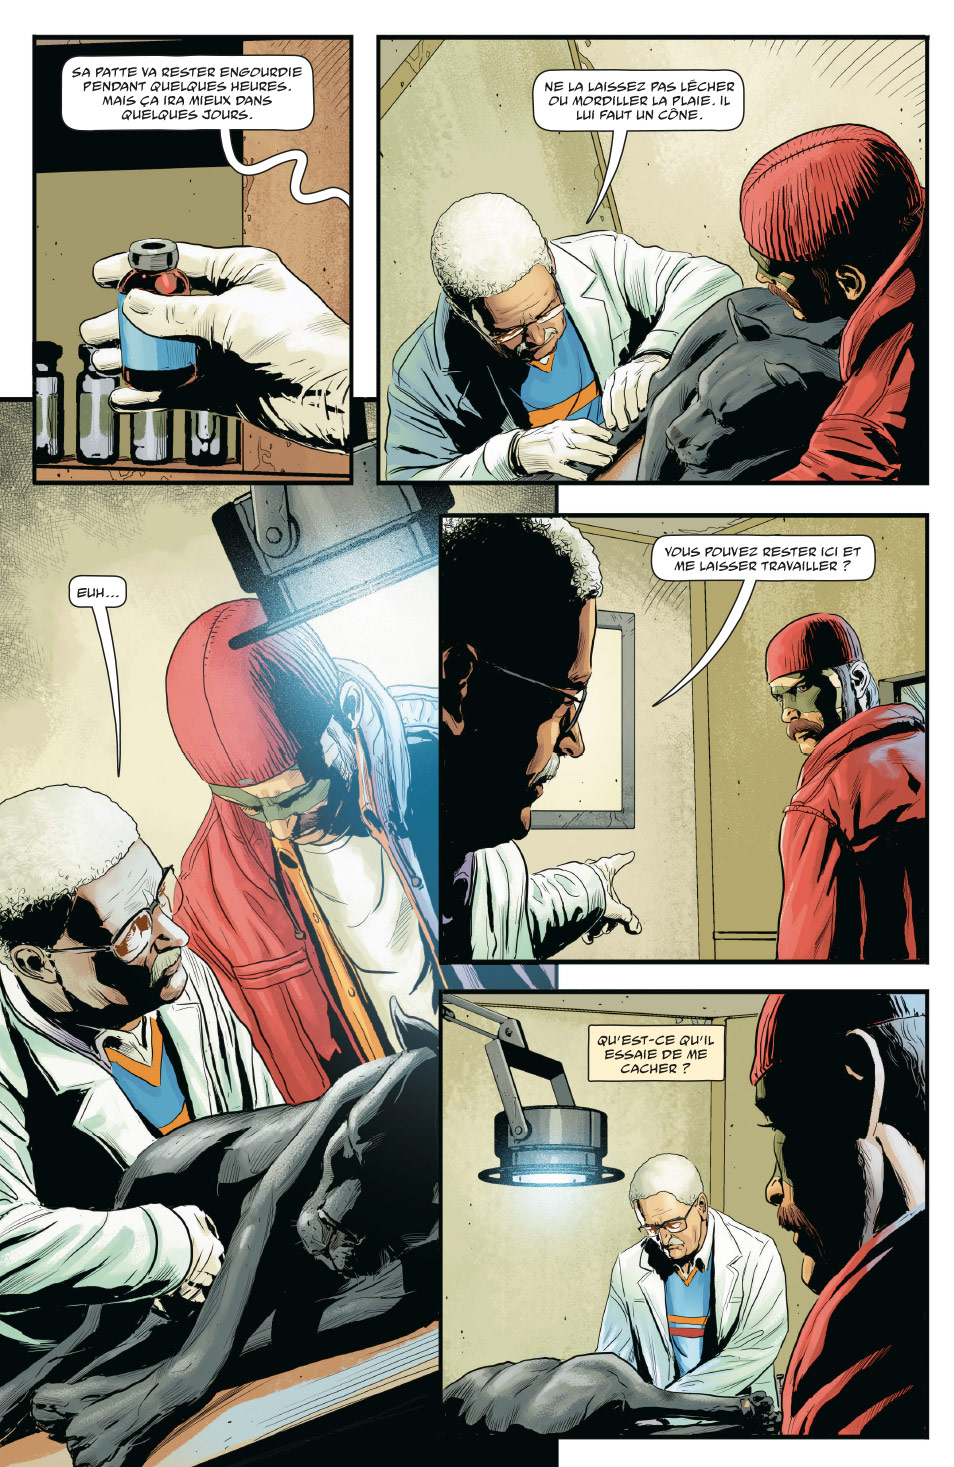 SA PATTE VA RESTER ENGOURDIE
PENDANT QUELQUES HEURES.
MAIS ÇA IRA MIEUX DANS
QUELQUES JOURS.
NE LA LAISSEZ PAS LÉCHER
OU MORDILLER LA PLAIE. IL
LUI FAUT UN CÔNE.
EUH...
VOUS POUVEZ RESTER ICI ET
ME LAISSER TRAVAILLER ?
QU'EST-CE QU'IL
ESSAIE DE ME
CACHER ?